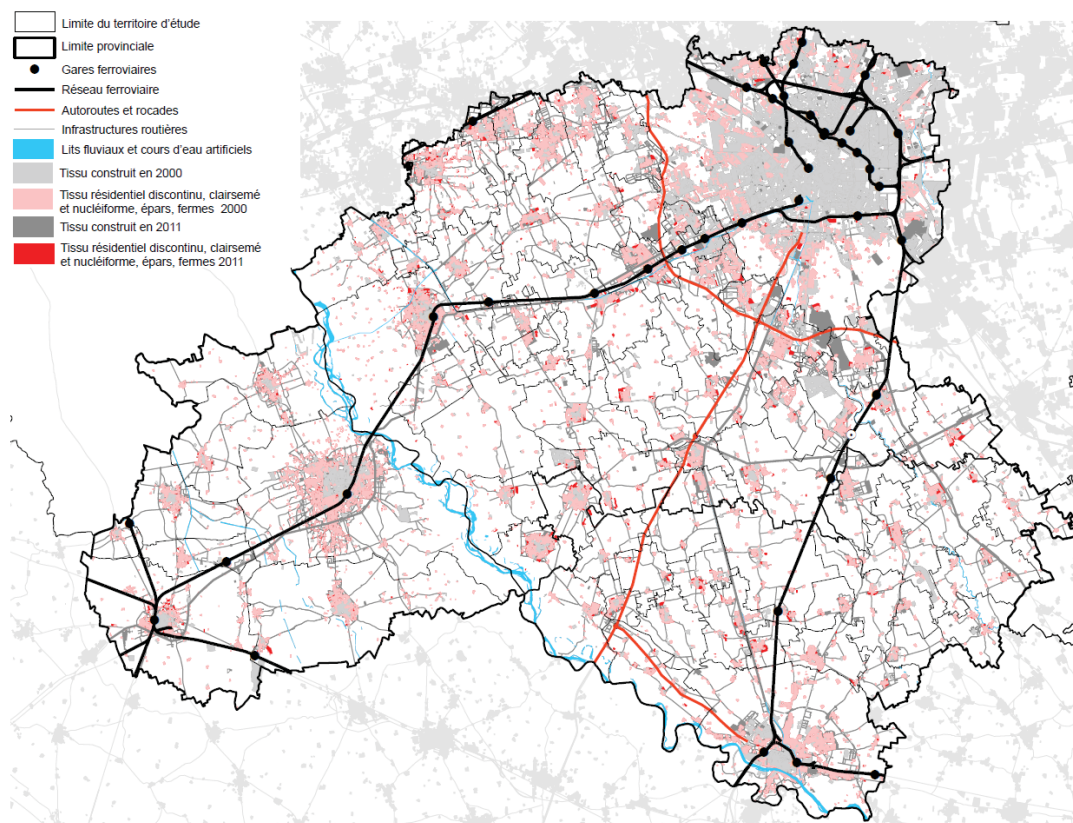 Limite du territoire d'étude
Limite provinciale
Gares ferroviaires
Réseau ferroviaire
Autoroutes et rocades
Infrastructures routières
Lits fluviaux et cours d'eau artificiels
Tissu construit en 2000
Tissu résidentiel discontinu, clairsemé
et nucléiforme, épars, fermes 2000
Tissu construit en 2011
Tissu résidentiel discontinu, clairsemé
et nucléiforme, épars, fermes 2011